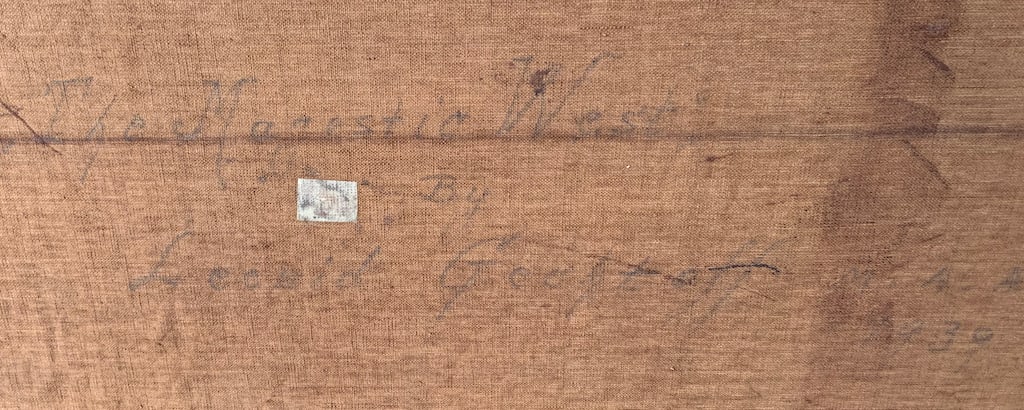 The Majestic West
By
Leonid Gechtoff